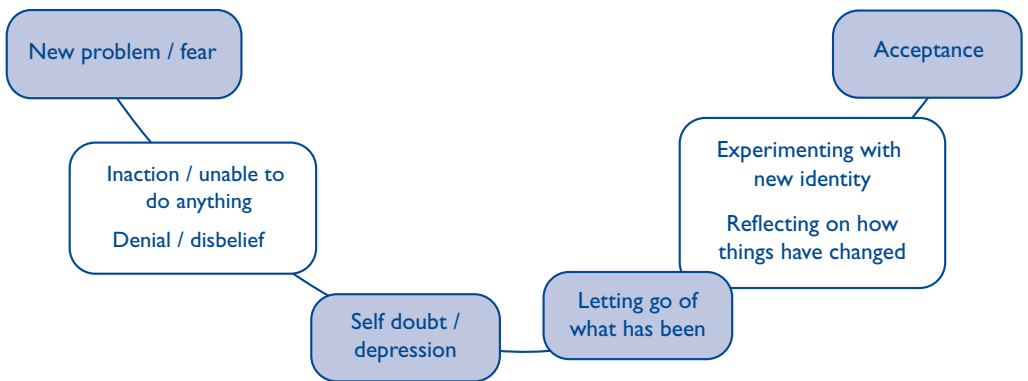 New problem / fear
Inaction / unable to
do anything
Denial / disbelief
Self doubt /
depression
Letting go of
what has been
Experimenting with
new identity
Reflecting on how
things have changed
Acceptance